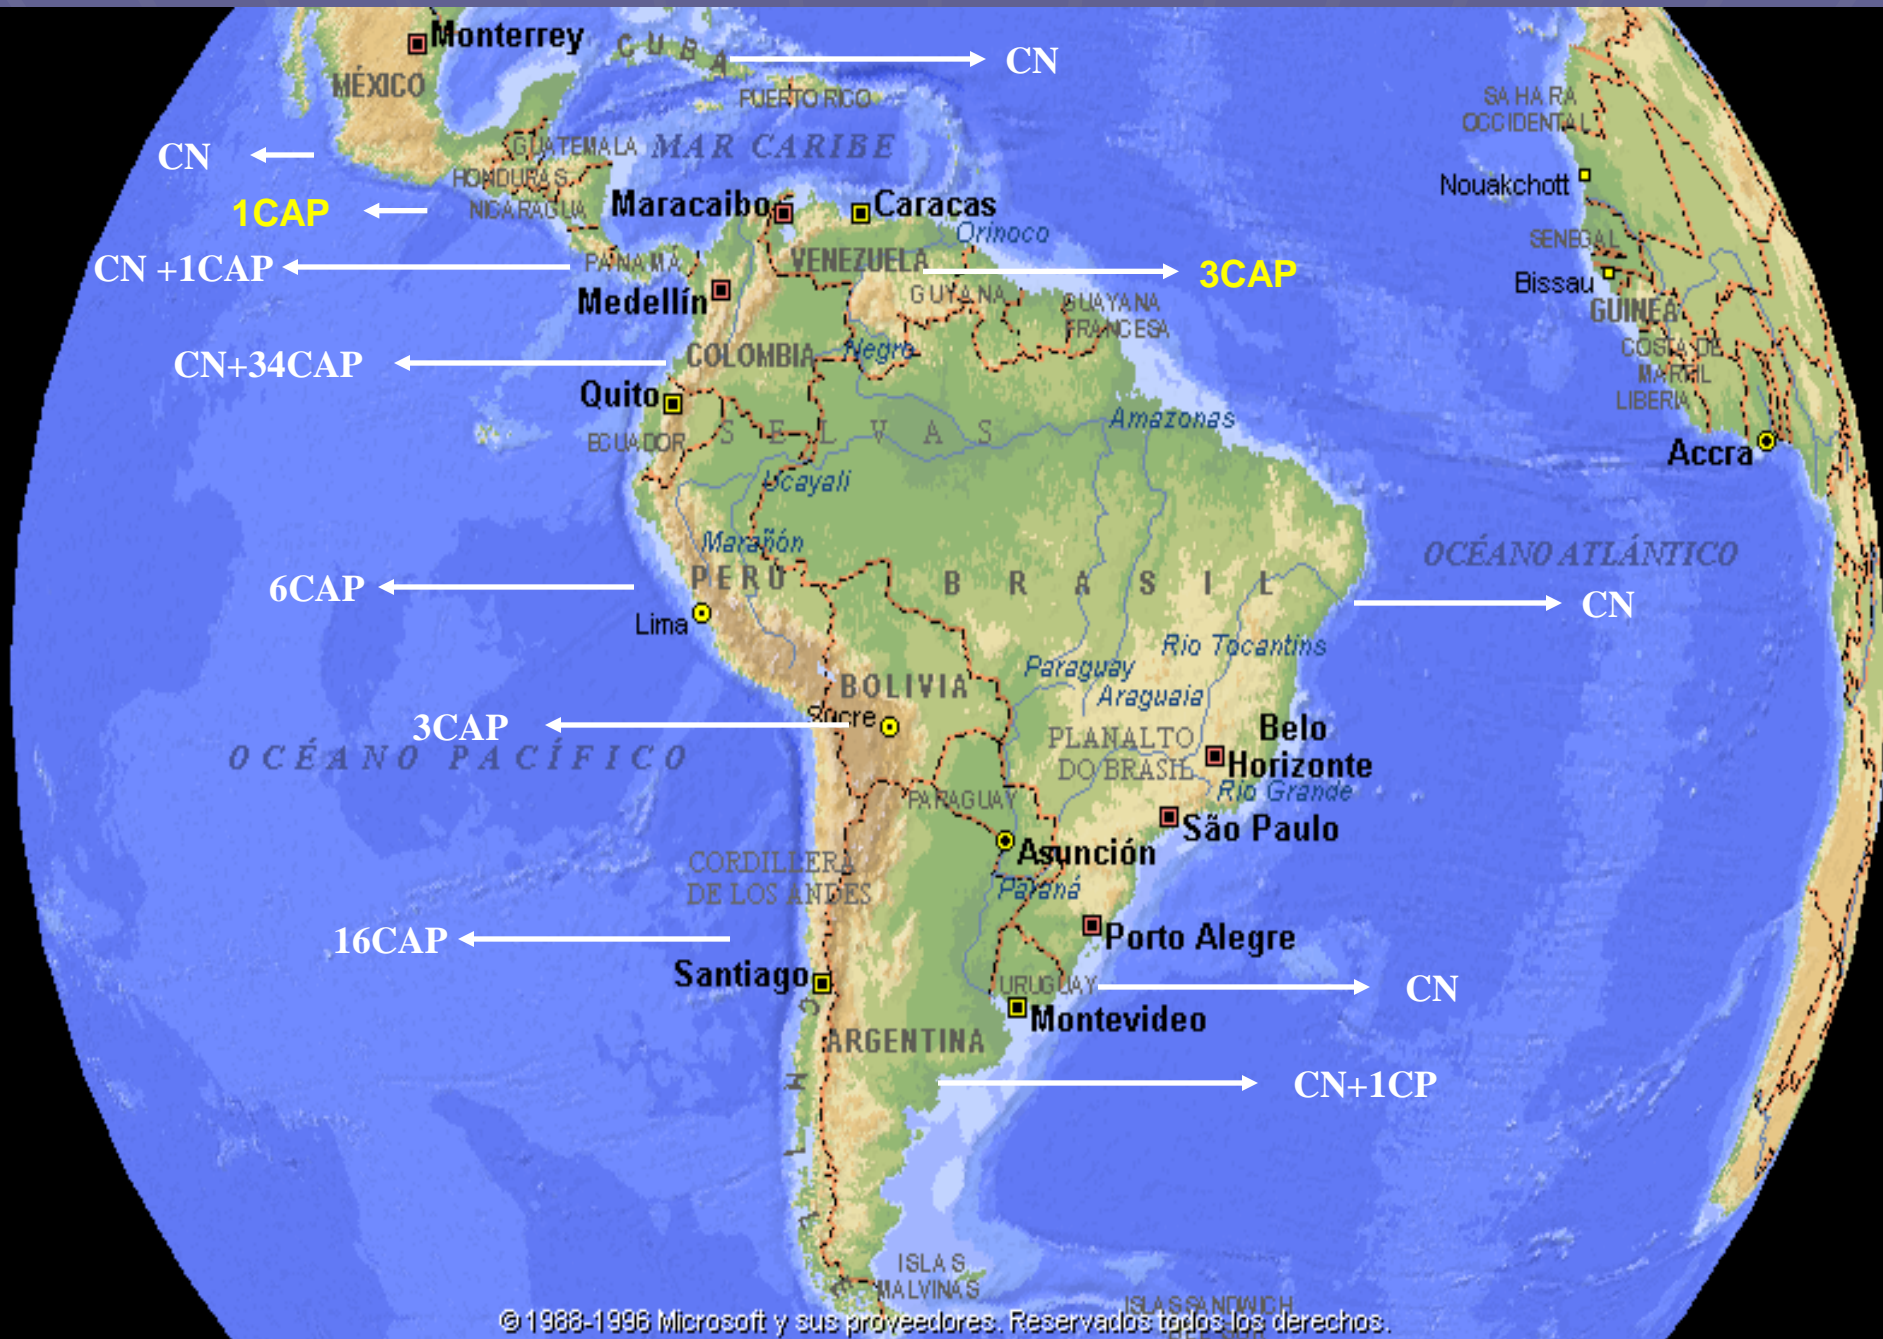 Monterrey
CUBA
CN
MÉXICO
PUERTO RICO
SAHARA
OCCIDENTAL
CN
GUATEMALA
MAR CARIBE
HONDURAS
Nouakchott
1CAP
NICARAGUA
Maracaibo
Caracas
Orinoco
SENEGAL
CN +1CAP
PANAMA
VENEZUELA
3CAP
Bissau
Medellín
GUYANA
GUAYANA
FRANCESA
GUINEA
CN+34CAP
COLOMBIA
Negro
COSTA DE
MARFIL
LIBERIA
Quito
ECUADOR
SELVAS
Amazonas
Accra
Ucayali
Marañón
OCÉANO ATLÁNTICO
6CAP
PERÚ
BRASIL
CN
Lima
Rio Tocantins
Paraguay
BOLIVIA
Araguaia
3CAP
Sucre
PLANALTO
DO BRASIL
Belo
Horizonte
OCÉANO PACÍFICO
Rio Grande
PARAGUAY
São Paulo
Asunción
CORDILLERA
DE LOS ANDES
Paraná
16CAP
Porto Alegre
Santiago
URUGUAY
CN
Montevideo
CHILE
ARGENTINA
CN+1CP
ISLAS
MALVINAS
ISLAS SANDWICH
©1988-1996 Microsoft y sus proveedores. Reservados todos los derechos.